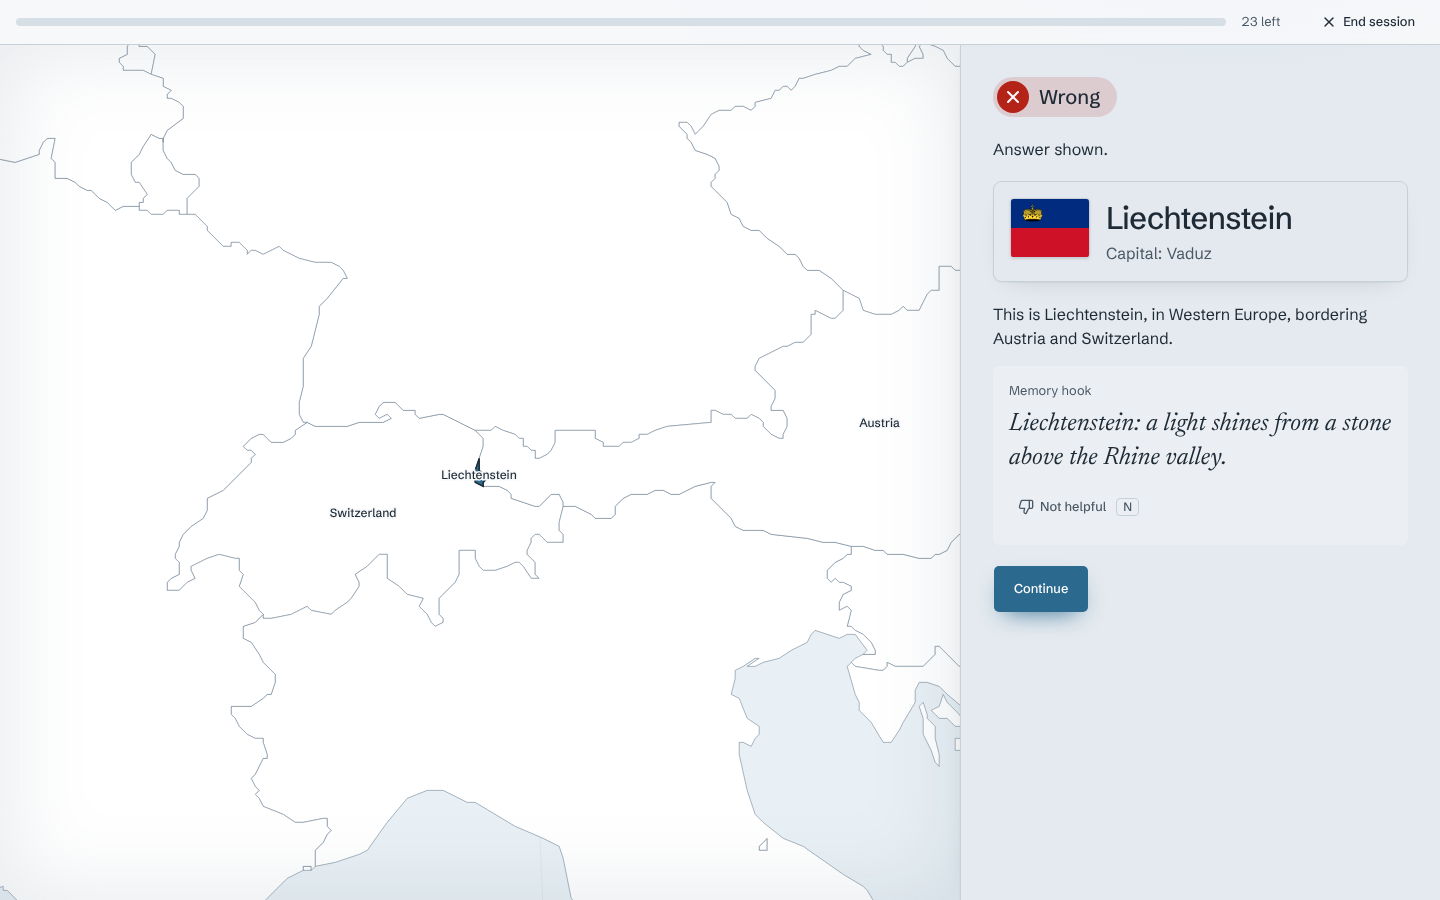 23 left
End session
Wrong
Answer shown.
Liechtenstein
Capital: Vaduz
This is Liechtenstein, in Western Europe, bordering
Austria and Switzerland.
Memory hook
Liechtenstein: a light shines from a stone
above the Rhine valley.
Not helpful N
Continue
Austria
Liechtenstein
Switzerland